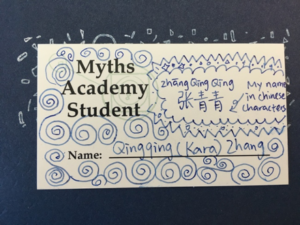 Myths
Academy
Student
zhāng Qīng Qīng
张青青
My name
in chinese
characters
Name: Qingqing (Kara) Zhang